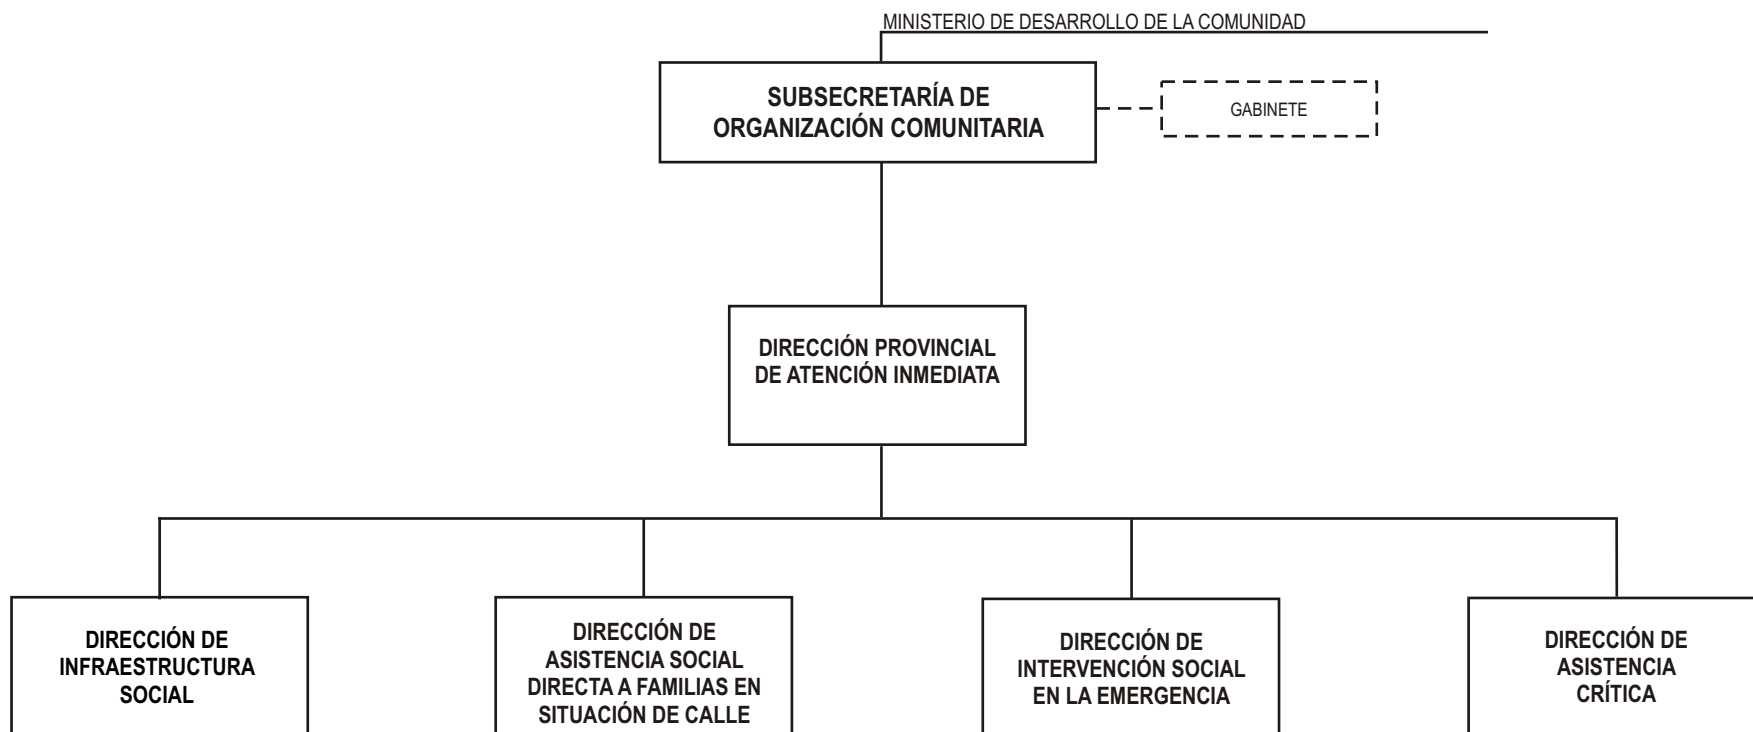 MINISTERIO DE DESARROLLO DE LA COMUNIDAD
SUBSECRETARÍA DE
ORGANIZACIÓN COMUNITARIA
GABINETE
DIRECCIÓN PROVINCIAL
DE ATENCIÓN INMEDIATA
DIRECCIÓN DE
INFRAESTRUCTURA
SOCIAL
DIRECCIÓN DE
ASISTENCIA SOCIAL
DIRECTA A FAMILIAS EN
SITUACIÓN DE CALLE
DIRECCIÓN DE
INTERVENCIÓN SOCIAL
EN LA EMERGENCIA
DIRECCIÓN DE
ASISTENCIA
CRÍTICA